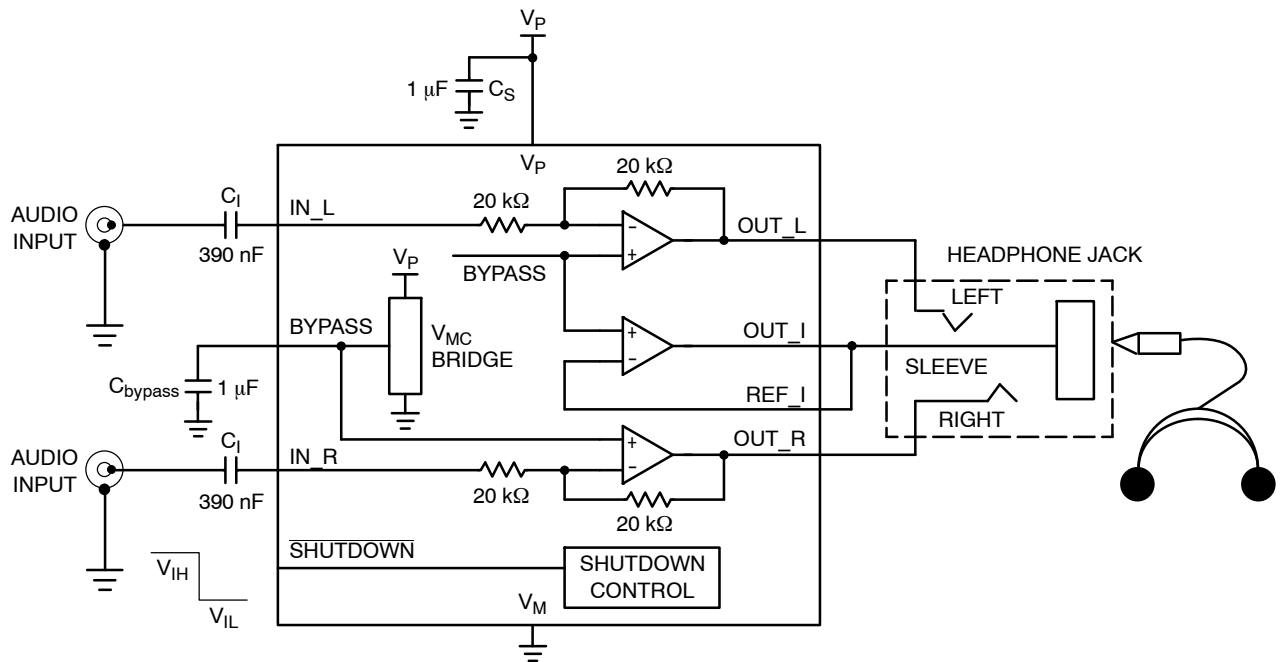 V_P
1 µF
C_S
V_P
20 kΩ
C_I
IN_L
20 kΩ
AUDIO
INPUT
390 nF
OUT_L
V_P
BYPASS
HEADPHONE JACK
LEFT
BYPASS
V_MC
BRIDGE
OUT_I
C_bypass
1 µF
SLEEVE
REF_I
RIGHT
C_I
IN_R
OUT_R
AUDIO
INPUT
390 nF
20 kΩ
20 kΩ
SHUTDOWN
V_IH
V_IL
SHUTDOWN
CONTROL
V_M